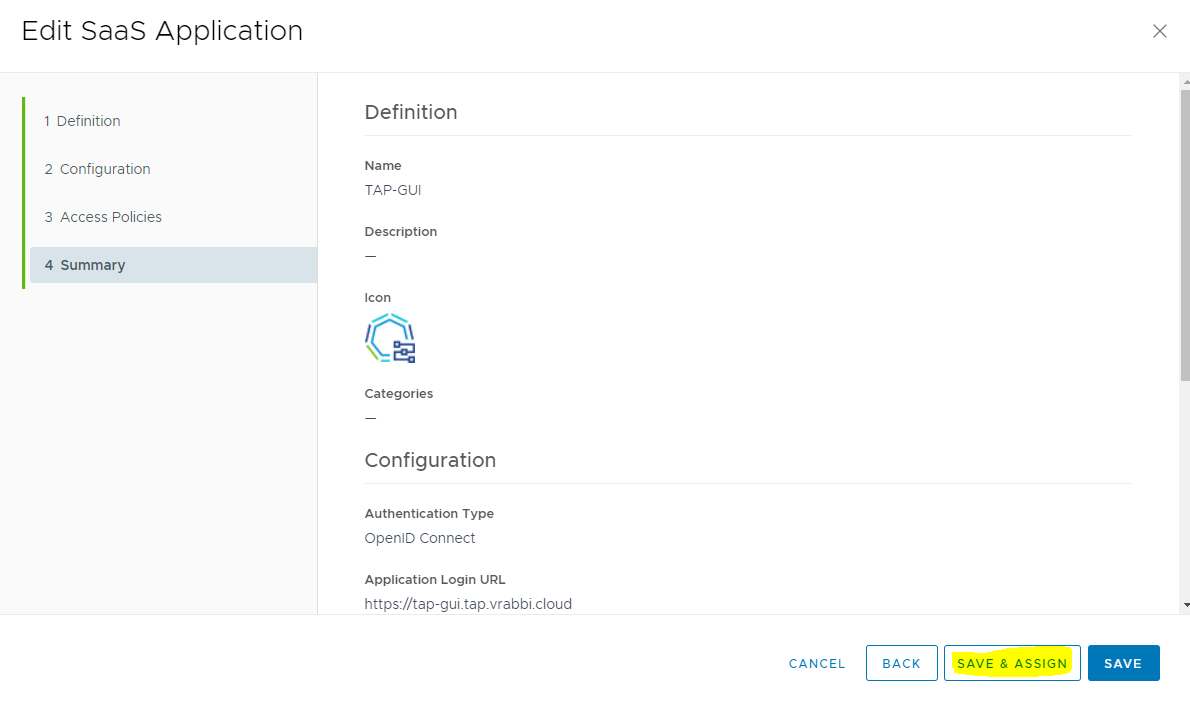 Edit SaaS Application
1 Definition
2 Configuration
3 Access Policies
4 Summary
Definition
Name
TAP-GUI
Description
—
Icon
Categories
—
Configuration
Authentication Type
OpenID Connect
Application Login URL
https://tap-gui.tap.vrabbi.cloud
CANCEL BACK SAVE & ASSIGN SAVE